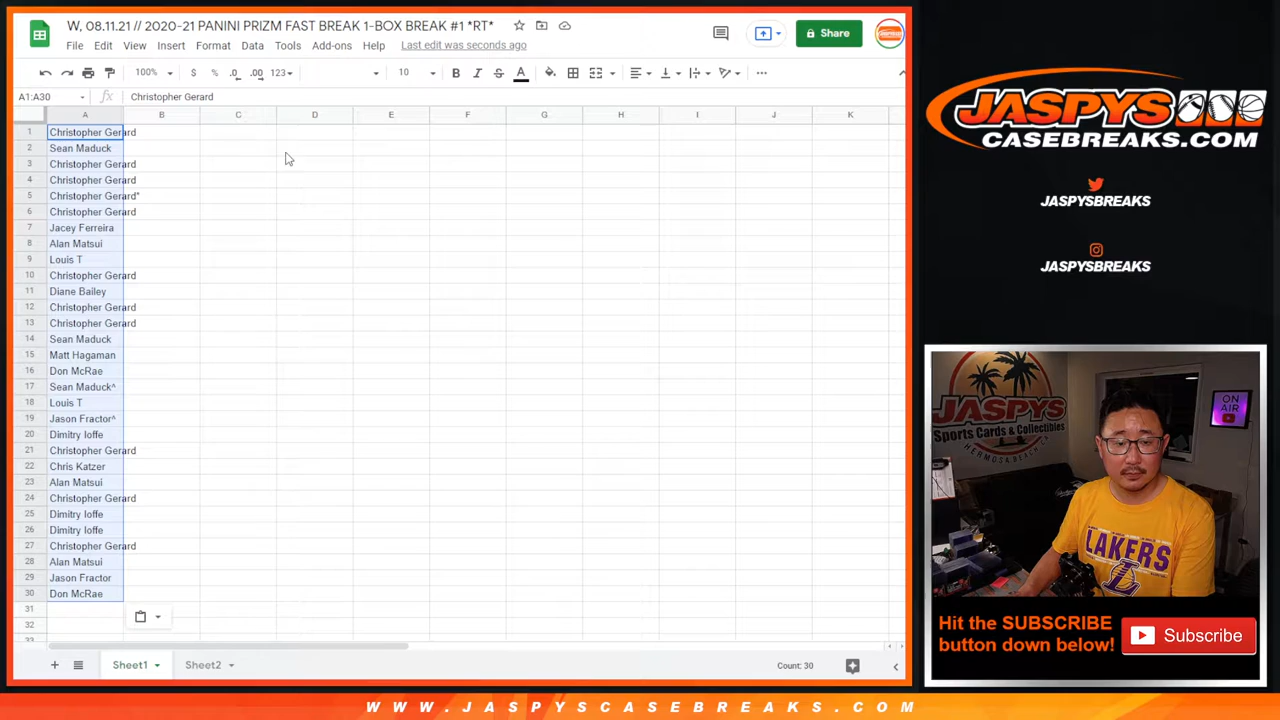 W, 08.11.21 // 2020-21 PANINI PRIZM FAST BREAK 1-BOX BREAK #1 *RT*
File Edit View Insert Format Data Tools Add-ons Help Last edit was seconds ago
Share
100% $ % .0 .00 123 10 B I S A
A1:A30 fx Christopher Gerard
A B C D E F G H I J K
1 Christopher Gerard
2 Sean Maduck
3 Christopher Gerard
4 Christopher Gerard
5 Christopher Gerard*
6 Christopher Gerard
7 Jacey Ferreira
8 Alan Matsui
9 Louis T
10 Christopher Gerard
11 Diane Bailey
12 Christopher Gerard
13 Christopher Gerard
14 Sean Maduck
15 Matt Hagaman
16 Don McRae
17 Sean Maduck^
18 Louis T
19 Jason Fractor^
20 Dimitry Ioffe
21 Christopher Gerard
22 Chris Katzer
23 Alan Matsui
24 Christopher Gerard
25 Dimitry Ioffe
26 Dimitry Ioffe
27 Christopher Gerard
28 Alan Matsui
29 Jason Fractor
30 Don McRae
31
32
33
Sheet1 Sheet2 Count: 30
JASPYS
CASEBREAKS.COM
JASPYSBREAKS
JASPYSBREAKS
JASPYS
Sports Cards & Collectibles
HERMOSA BEACH, CA
ON AIR
LAKERS
Hit the SUBSCRIBE
button down below!
Subscribe
WWW.JASPYSCASEBREAKS.COM